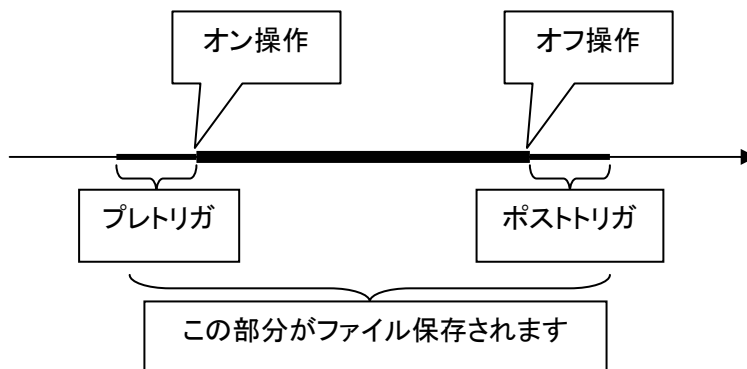 オン操作
オフ操作
プレトリガ
ポストトリガ
この部分がファイル保存されます